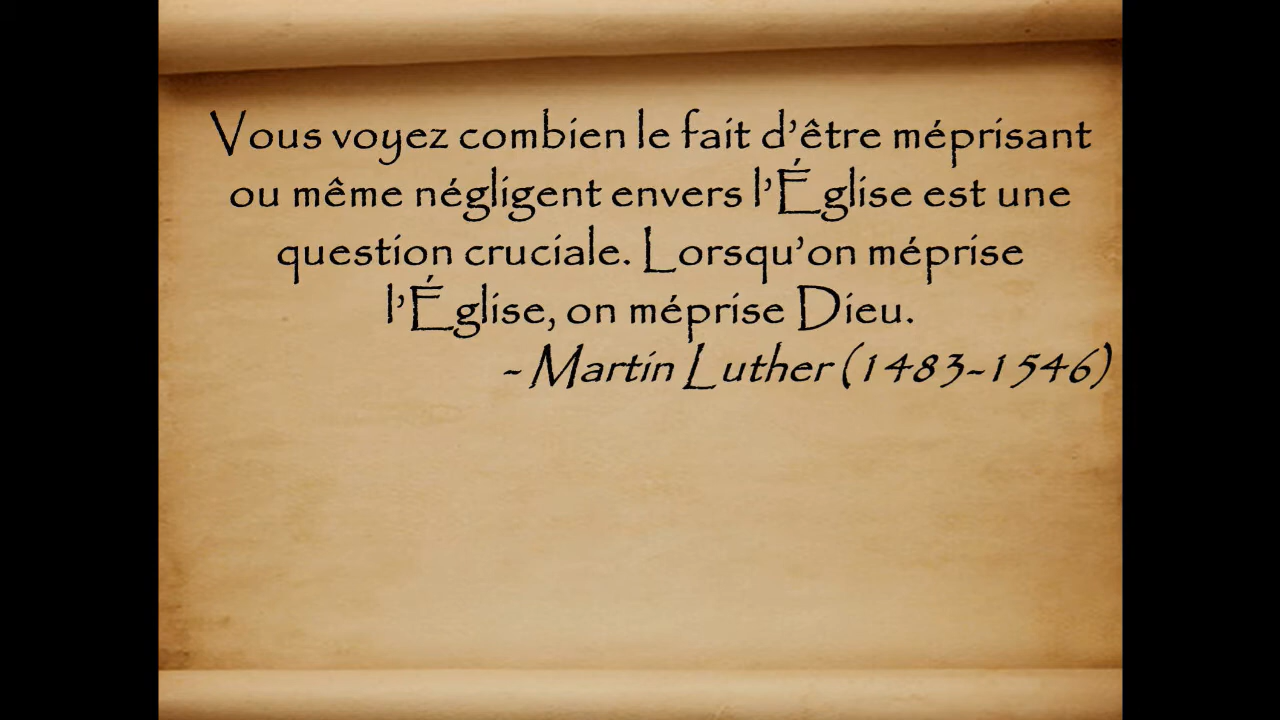 Vous voyez combien le fait d’être méprisant
ou même négligent envers l’Église est une
question cruciale. Lorsqu’on méprise
l’Église, on méprise Dieu.
- Martin Luther (1483-1546)